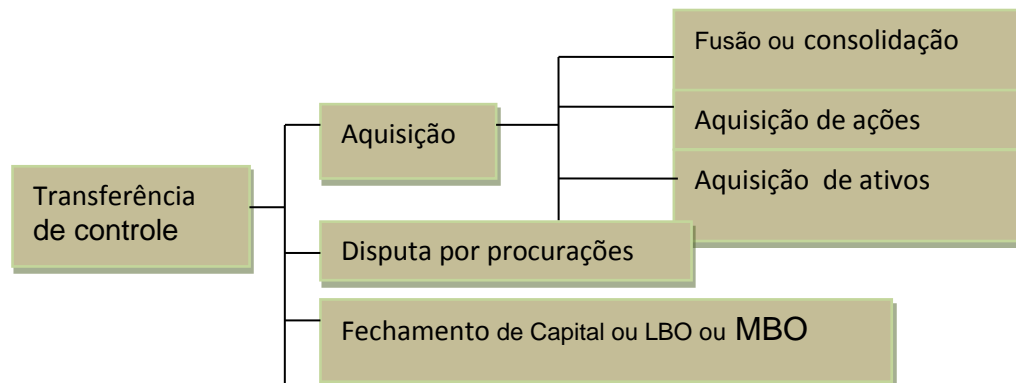 Fusão ou consolidação
Aquisição
Aquisição de ações
Aquisição de ativos
Transferência
de controle
Disputa por procurações
Fechamento de Capital ou LBO ou MBO